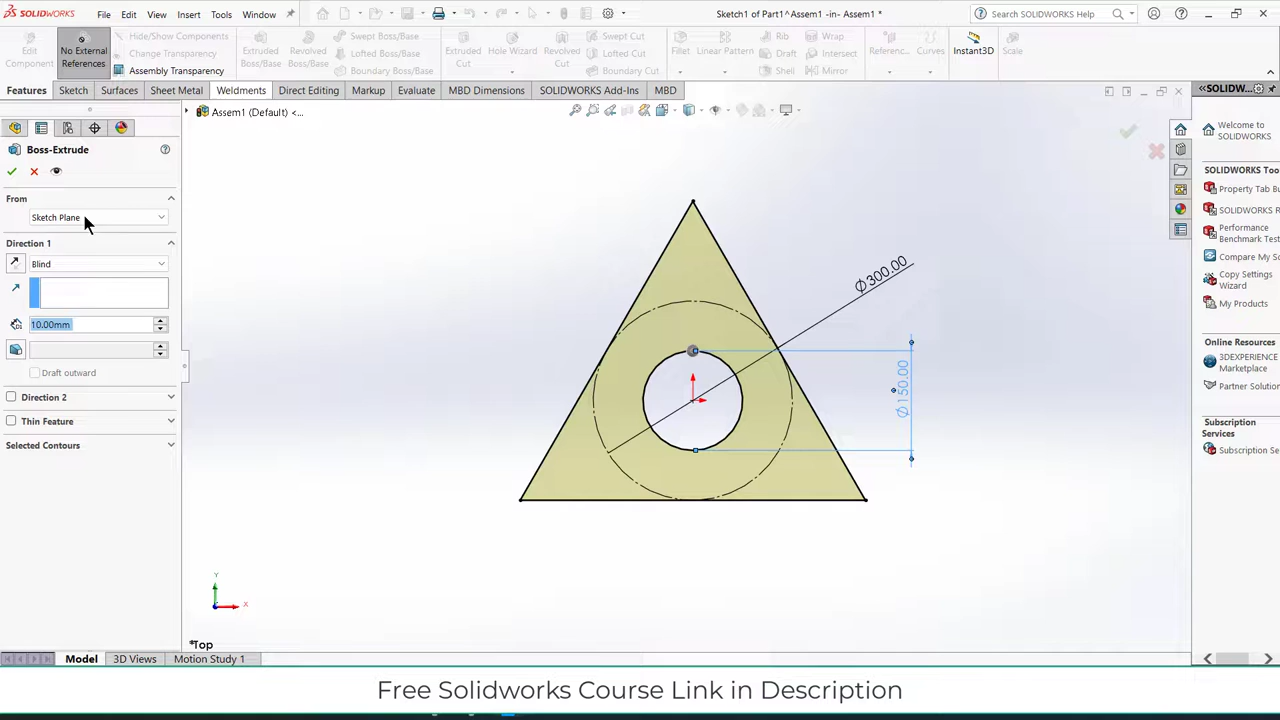 SOLIDWORKS File Edit View Insert Tools Window Sketch1 of Part1^Assem1 -in- Assem1 * Search SOLIDWORKS Help
Edit Component
No External References
Hide/Show Components
Change Transparency
Assembly Transparency
Extruded Boss/Base
Revolved Boss/Base
Swept Boss/Base
Lofted Boss/Base
Boundary Boss/Base
Extruded Cut
Hole Wizard
Revolved Cut
Swept Cut
Lofted Cut
Boundary Cut
Fillet
Linear Pattern
Rib
Draft
Shell
Wrap
Intersect
Mirror
Referenc...
Curves
Instant3D
Scale
Features Sketch Surfaces Sheet Metal Weldments Direct Editing Markup Evaluate MBD Dimensions SOLIDWORKS Add-Ins MBD
SOLIDW...
Assem1 (Default) <...
Boss-Extrude
From
Sketch Plane
Direction 1
Blind
10.00mm
Draft outward
Direction 2
Thin Feature
Selected Contours
Ø300.00
Ø150.00
Y
X
*Top
Welcome to
SOLIDWORKS
SOLIDWORKS Too
Property Tab Bu
SOLIDWORKS R
Performance
Benchmark Test
Compare My So
Copy Settings
Wizard
My Products
Online Resources
3DEXPERIENCE
Marketplace
Partner Solution
Subscription
Services
Subscription Se
Model 3D Views Motion Study 1
Free Solidworks Course Link in Description